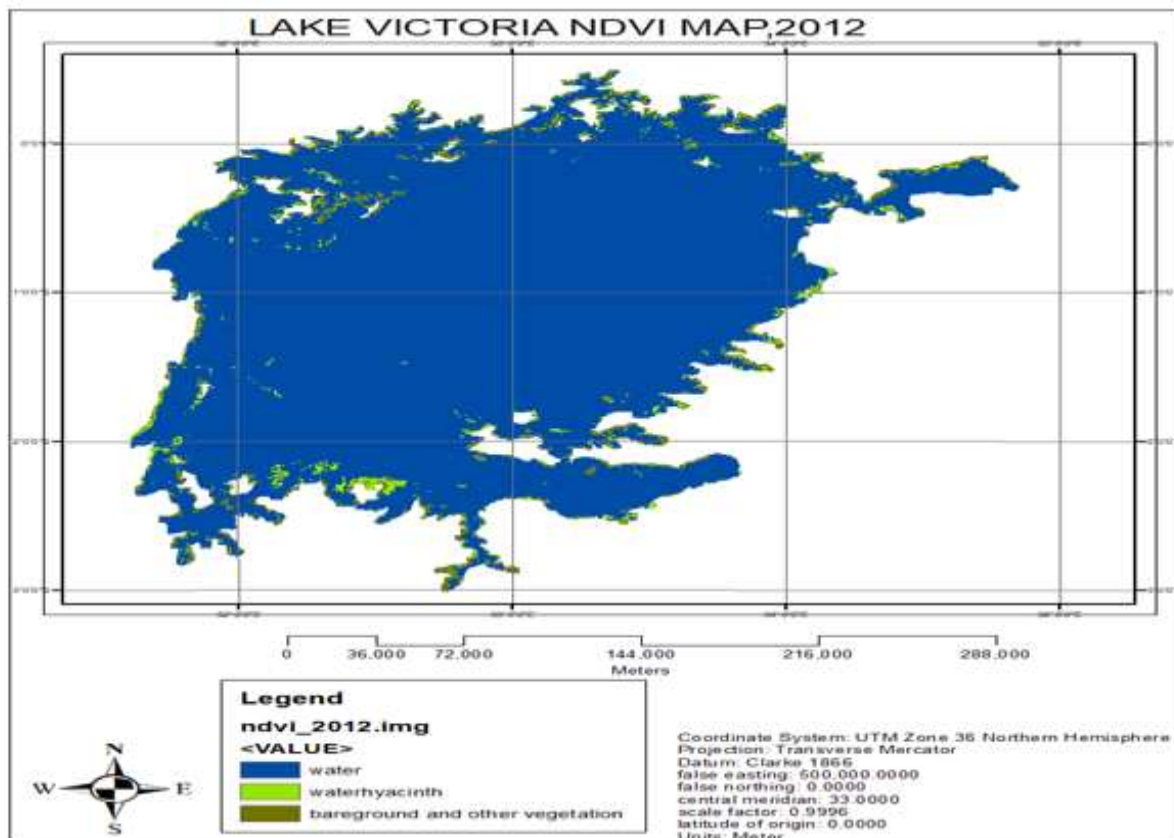 LAKE VICTORIA NDVI MAP,2012
0 36,000 72,000 144,000 216,000 288,000
Meters
Legend
ndvi_2012.img
<VALUE>
water
waterhyacinth
bareground and other vegetation
N
W E
S
Coordinate System: UTM Zone 36 Northern Hemisphere
Projection: Transverse Mercator
Datum: Clarke 1866
false easting: 500,000.0000
false northing: 0.0000
central meridian: 33.0000
scale factor: 0.9996
latitude of origin: 0.0000
Units: Meter